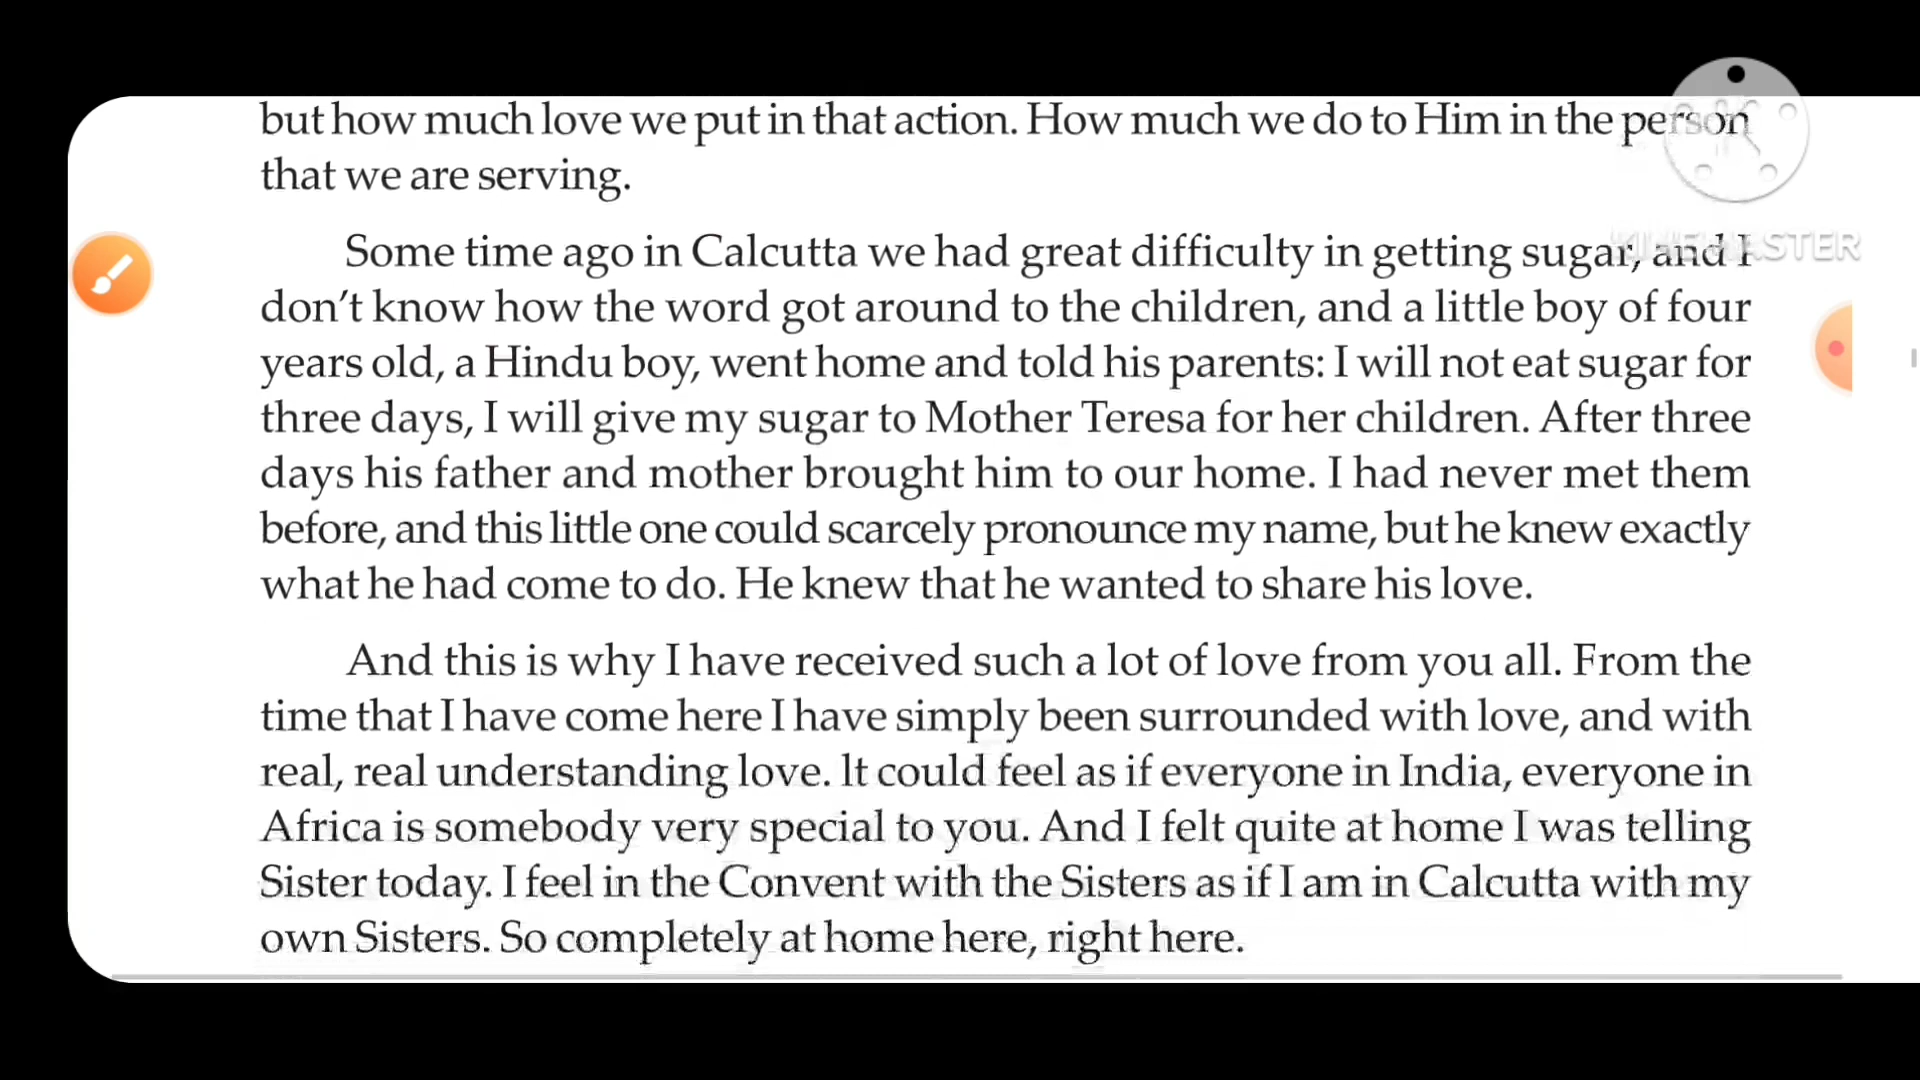 but how much love we put in that action. How much we do to Him in the person
that we are serving.
Some time ago in Calcutta we had great difficulty in getting sugar, and I
don't know how the word got around to the children, and a little boy of four
years old, a Hindu boy, went home and told his parents: I will not eat sugar for
three days, I will give my sugar to Mother Teresa for her children. After three
days his father and mother brought him to our home. I had never met them
before, and this little one could scarcely pronounce my name, but he knew exactly
what he had come to do. He knew that he wanted to share his love.
And this is why I have received such a lot of love from you all. From the
time that I have come here I have simply been surrounded with love, and with
real, real understanding love. It could feel as if everyone in India, everyone in
Africa is somebody very special to you. And I felt quite at home I was telling
Sister today. I feel in the Convent with the Sisters as if I am in Calcutta with my
own Sisters. So completely at home here, right here.
KINEMASTER